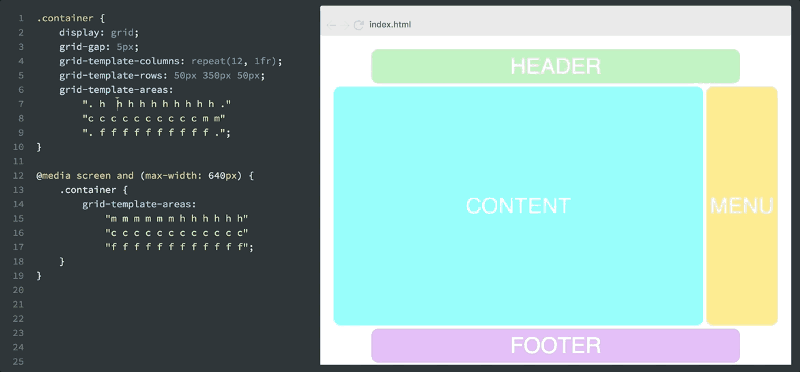 1 .container {
2 display: grid;
3 grid-gap: 5px;
4 grid-template-columns: repeat(12, 1fr);
5 grid-template-rows: 50px 350px 50px;
6 grid-template-areas:
7 ". h h h h h h h h h h ."
8 "c c c c c c c c c c m m"
9 ". f f f f f f f f f f .";
10 }
11
12 @media screen and (max-width: 640px) {
13 .container {
14 grid-template-areas:
15 "m m m m m m h h h h h h"
16 "c c c c c c c c c c c c"
17 "f f f f f f f f f f f f";
18 }
19 }
20
21
22
23
24
25
index.html
HEADER
CONTENT
MENU
FOOTER